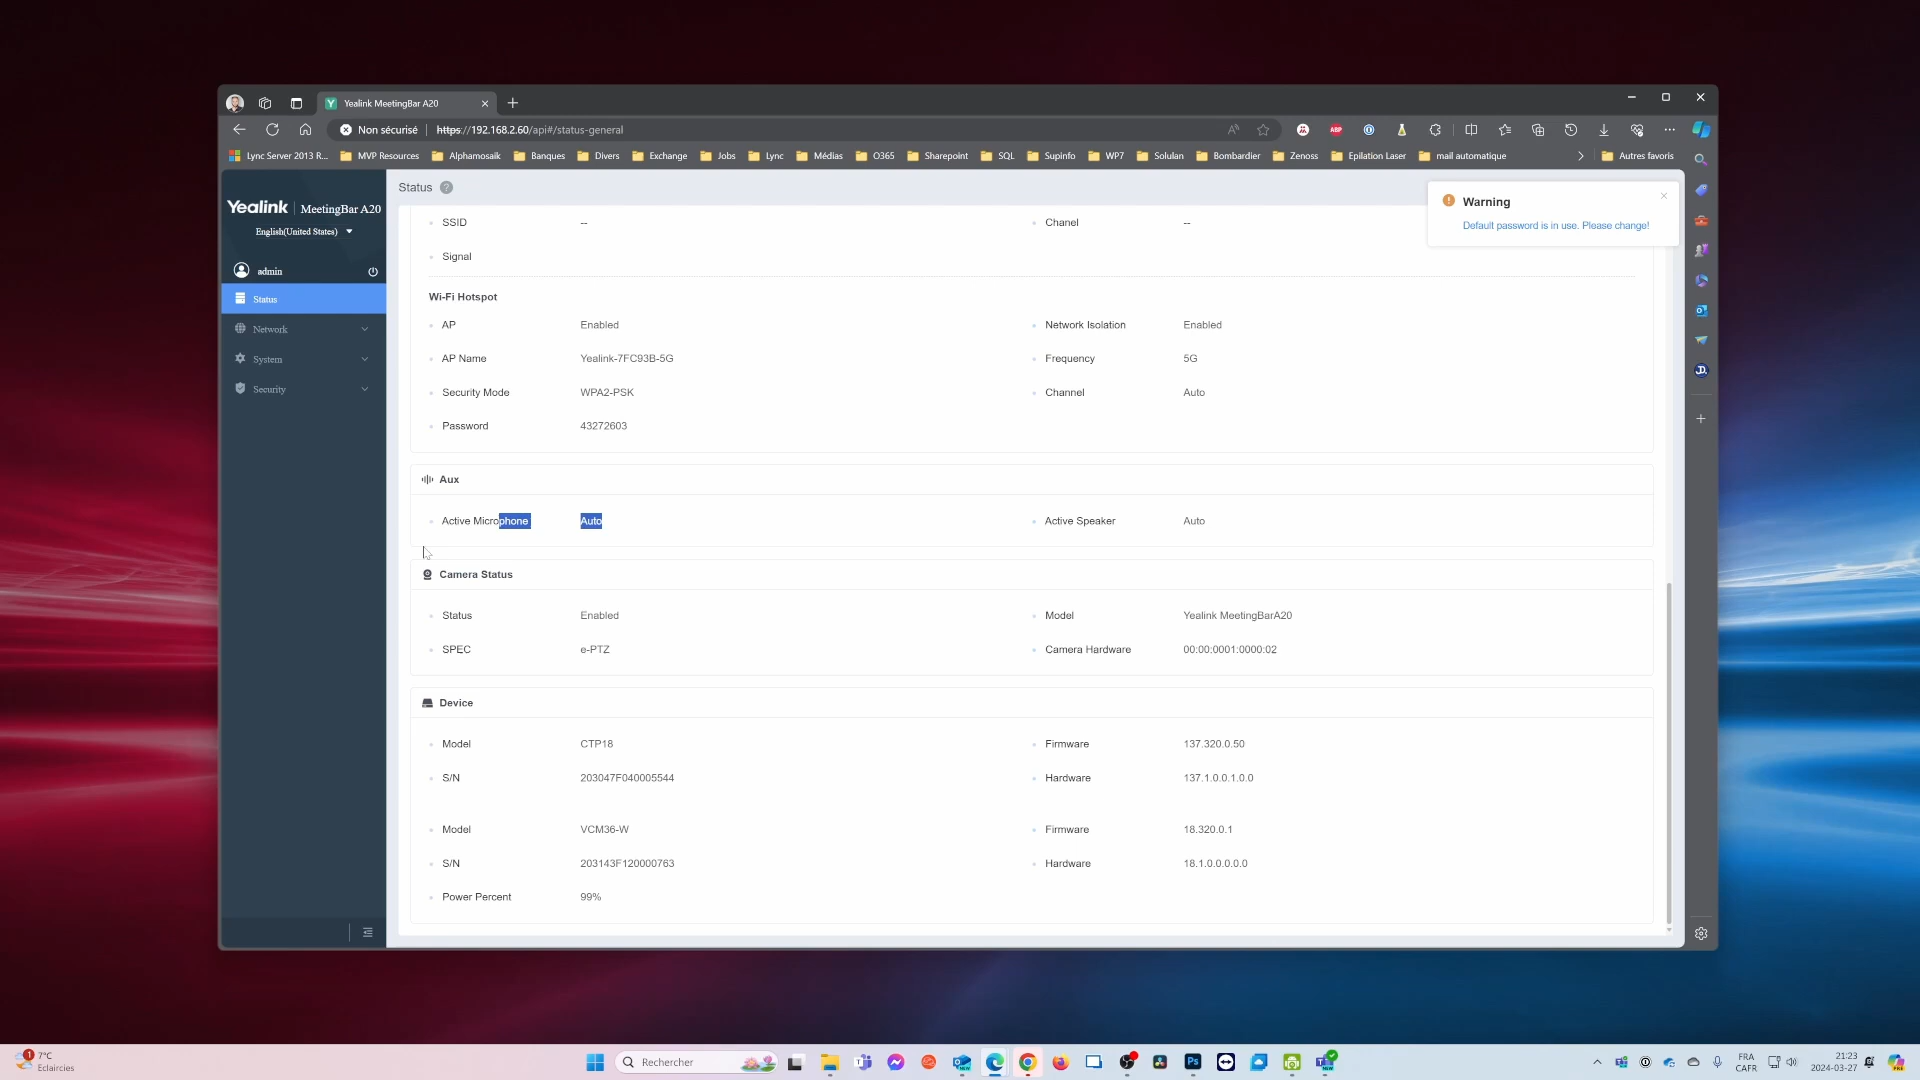 Yealink MeetingBar A20
Non sécurisé https://192.168.2.60/api#/status-general
Lync Server 2013 R... MVP Resources Alphamosaik Banques Divers Exchange Jobs Lync Médias O365 Sharepoint SQL Supinfo WP7 Solulan Bombardier Zenoss Epilation Laser mail automatique Autres favoris
Yealink MeetingBar A20
English(United States)
admin
Status
Network
System
Security
Status
Warning
Default password is in use. Please change!
SSID -- Chanel --
Signal
Wi-Fi Hotspot
AP Enabled Network Isolation Enabled
AP Name Yealink-7FC93B-5G Frequency 5G
Security Mode WPA2-PSK Channel Auto
Password 43272603
Aux
Active Microphone Auto Active Speaker Auto
Camera Status
Status Enabled Model Yealink MeetingBarA20
SPEC e-PTZ Camera Hardware 00:00:0001:0000:02
Device
Model CTP18 Firmware 137.320.0.50
S/N 203047F040005544 Hardware 137.1.0.0.1.0.0
Model VCM36-W Firmware 18.320.0.1
S/N 203143F120000763 Hardware 18.1.0.0.0.0.0
Power Percent 99%
1 7°C
Eclaircies
Rechercher
FRA
CAFR
21:23
2024-03-27